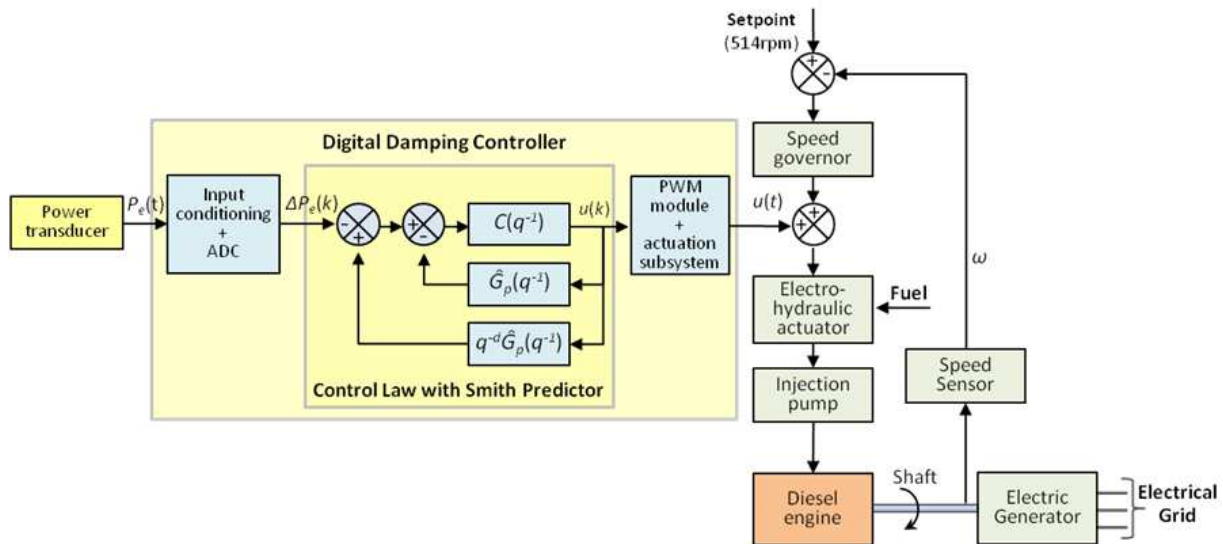 Setpoint
(514rpm)
+
-
Digital Damping Controller
Speed
governor
Power
transducer
Pₑ(t)
Input
conditioning
+
ADC
ΔPₑ(k)
-
+
+
-
C(q⁻¹)
u(k)
PWM
module
+
actuation
subsystem
u(t)
+
+
ω
Ĝₚ(q⁻¹)
q⁻ᵈĜₚ(q⁻¹)
Control Law with Smith Predictor
Electro-
hydraulic
actuator
Fuel
Injection
pump
Speed
Sensor
Diesel
engine
Shaft
Electric
Generator
Electrical
Grid